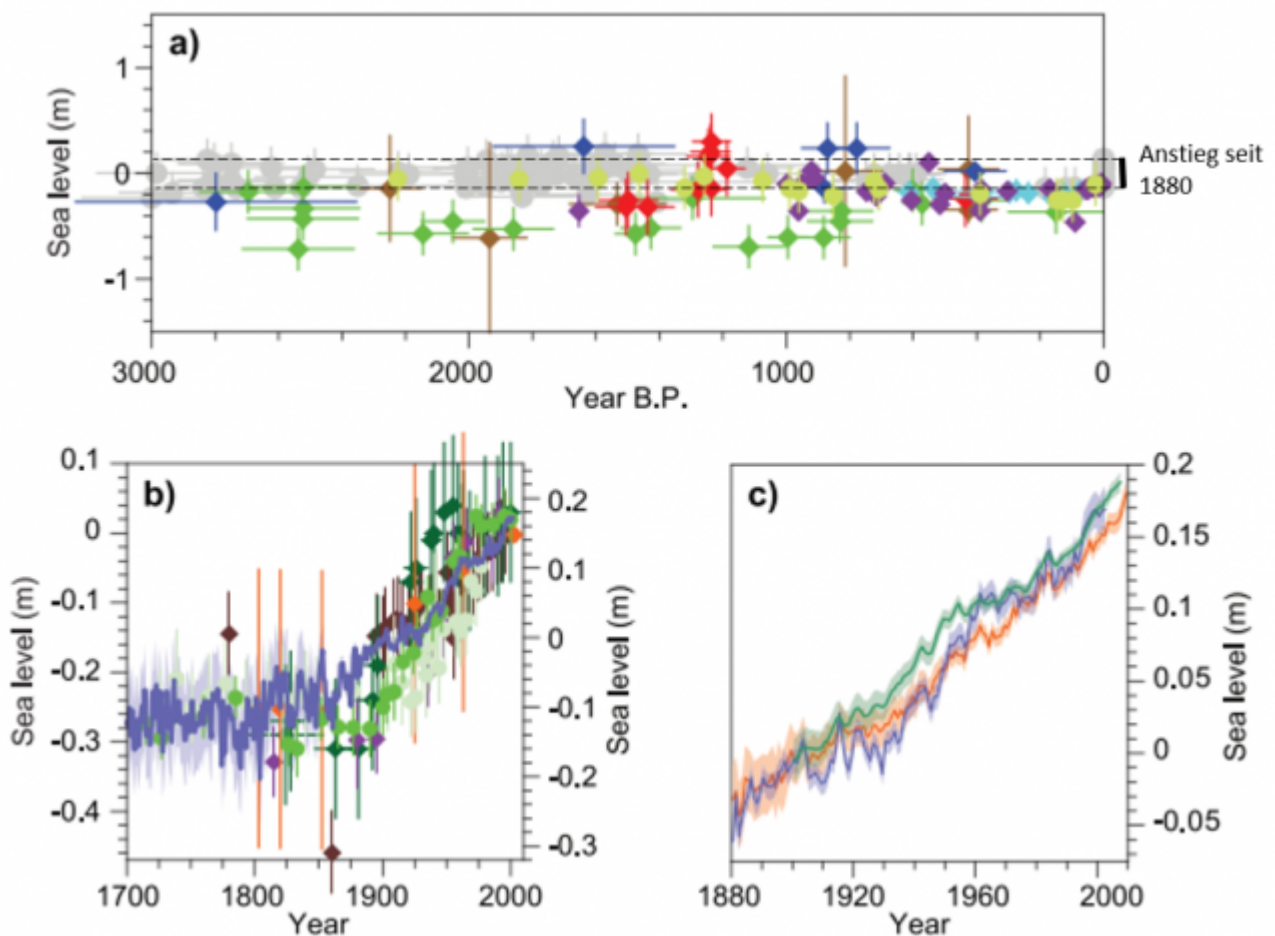 a)
1
0
-1
Sea level (m)
Anstieg seit
1880
3000 2000 1000 0
Year B.P.
b)
0.1
0
-0.1
-0.2
-0.3
-0.4
Sea level (m)
0.2
0.1
0
-0.1
-0.2
-0.3
Sea level (m)
1700 1800 1900 2000
Year
c)
0.2
0.15
0.1
0.05
0
-0.05
Sea level (m)
1880 1920 1960 2000
Year